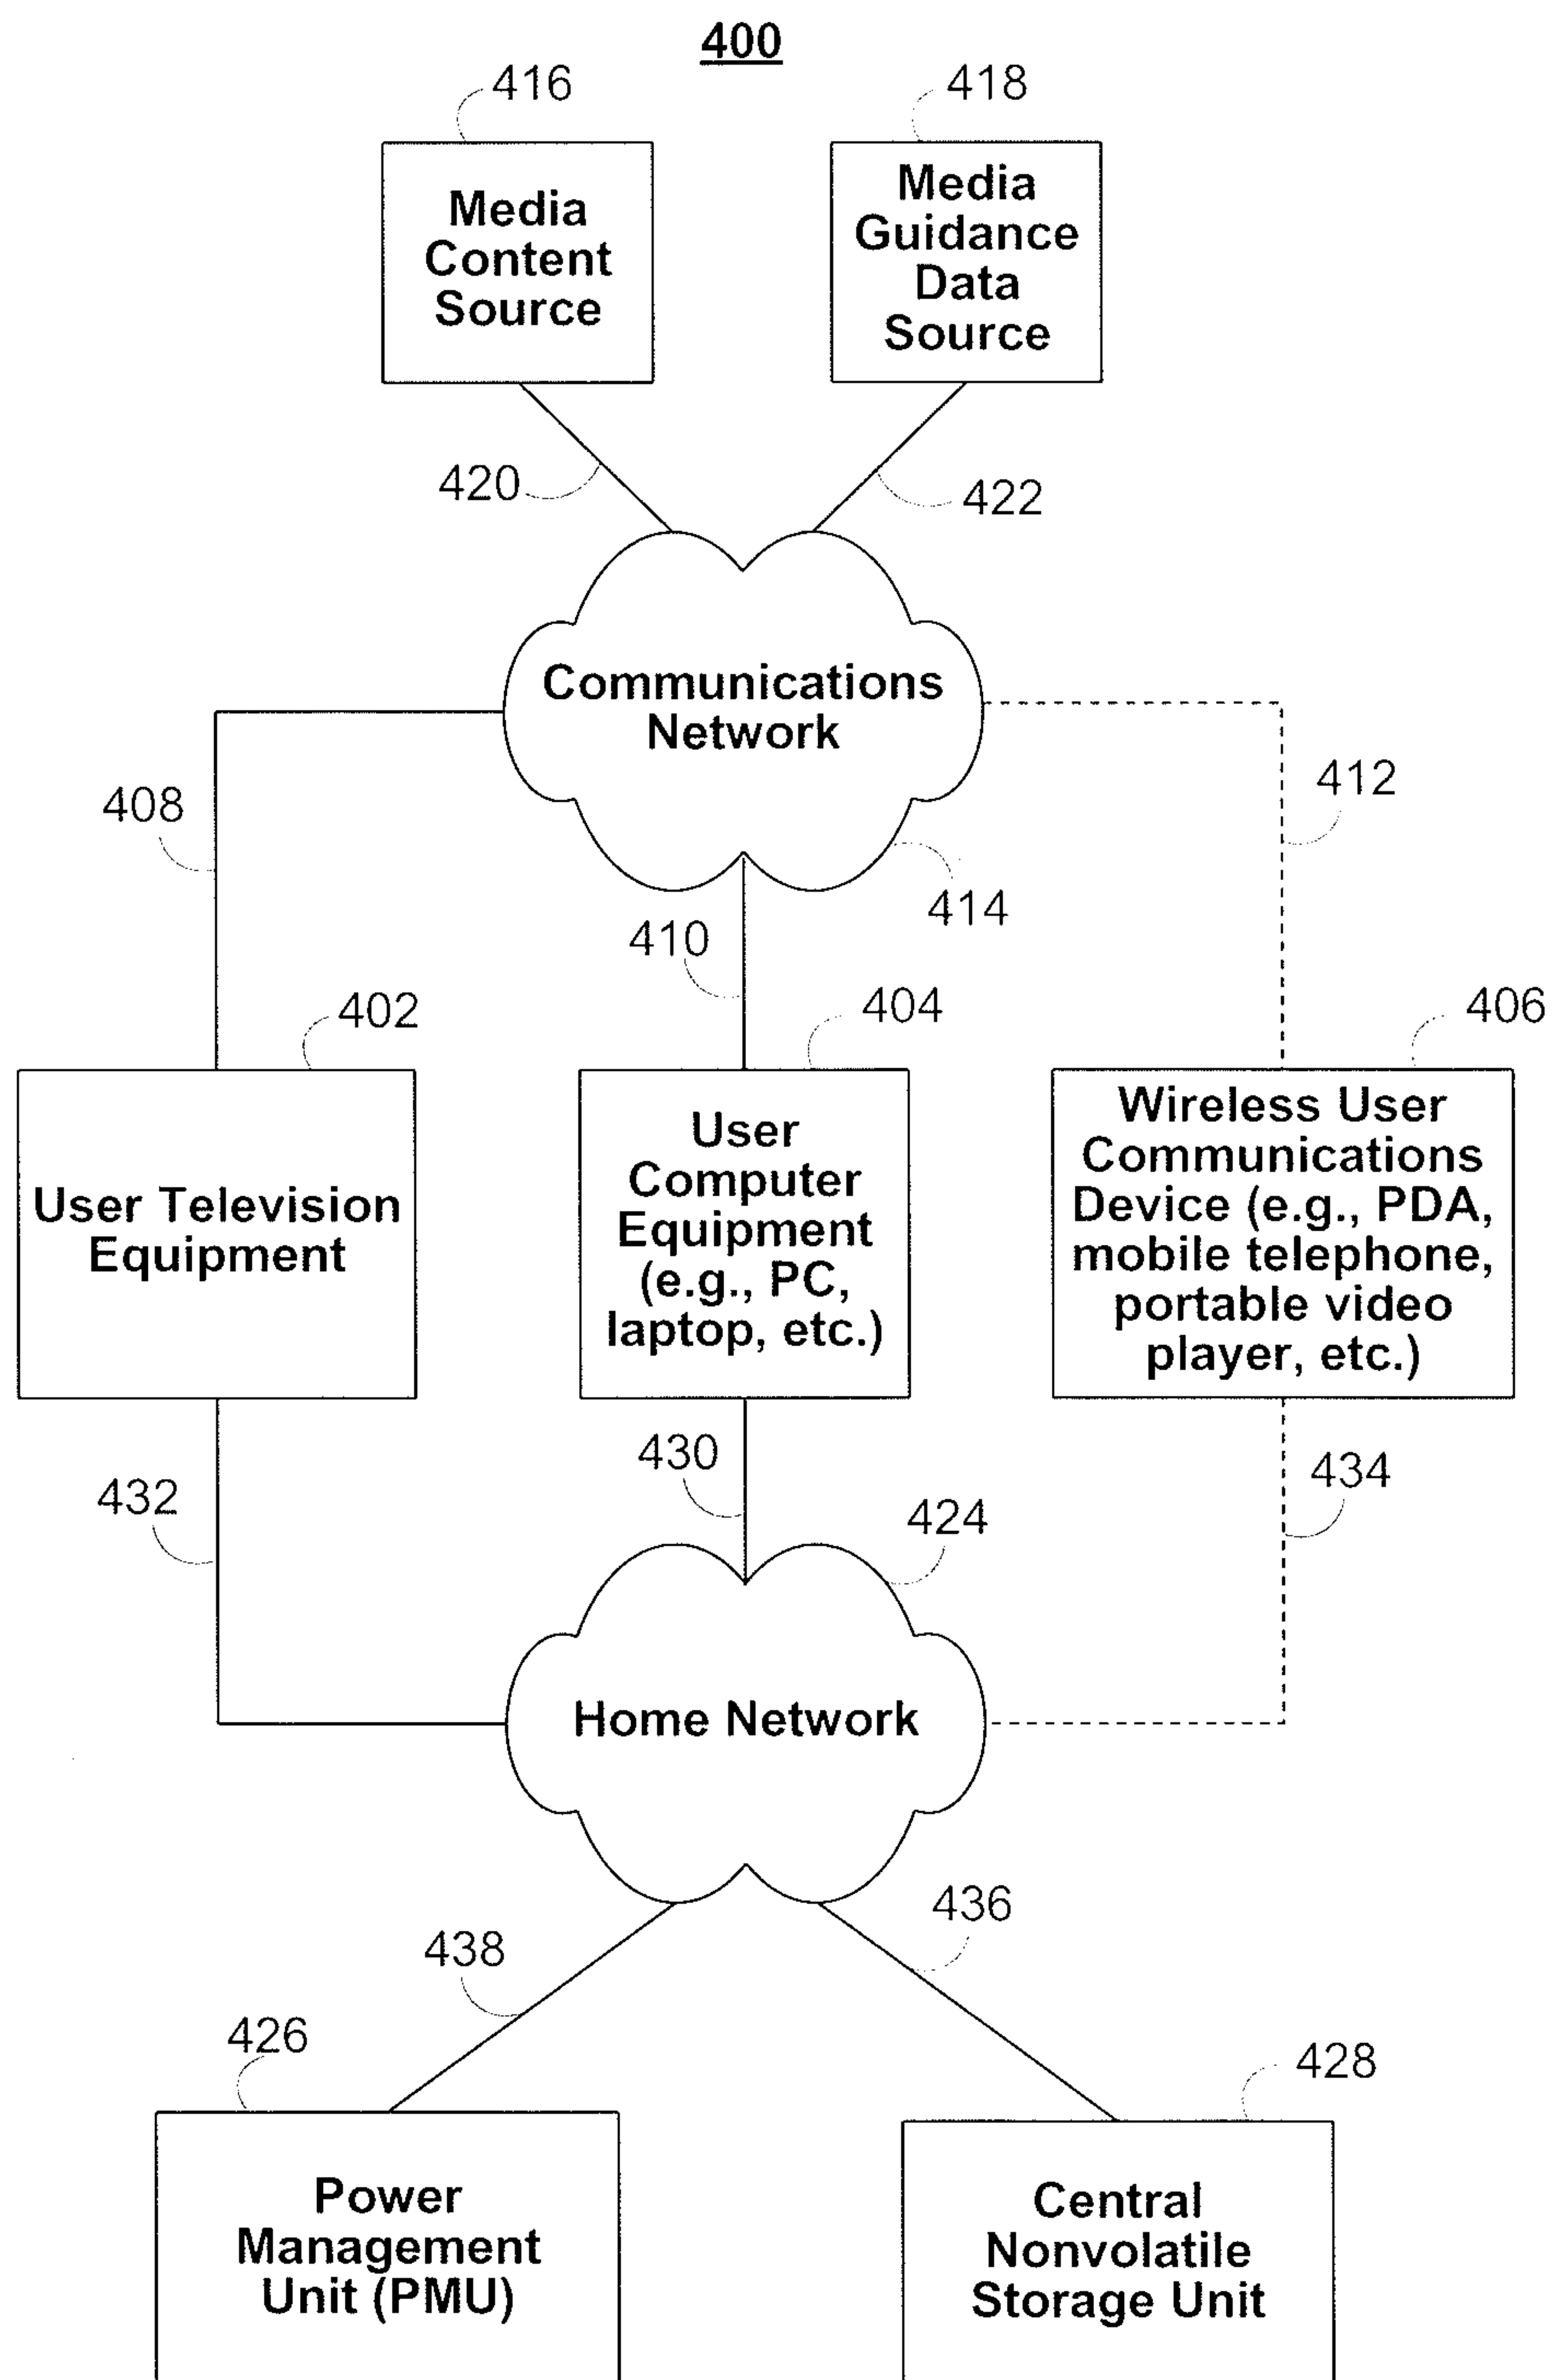 400
416
418
Media
Content
Source
Media
Guidance
Data
Source
420
422
Communications
Network
408
412
414
410
402
404
406
User Television
Equipment
User
Computer
Equipment
(e.g., PC,
laptop, etc.)
Wireless User
Communications
Device (e.g., PDA,
mobile telephone,
portable video
player, etc.)
432
430
424
434
Home Network
438
436
426
428
Power
Management
Unit (PMU)
Central
Nonvolatile
Storage Unit